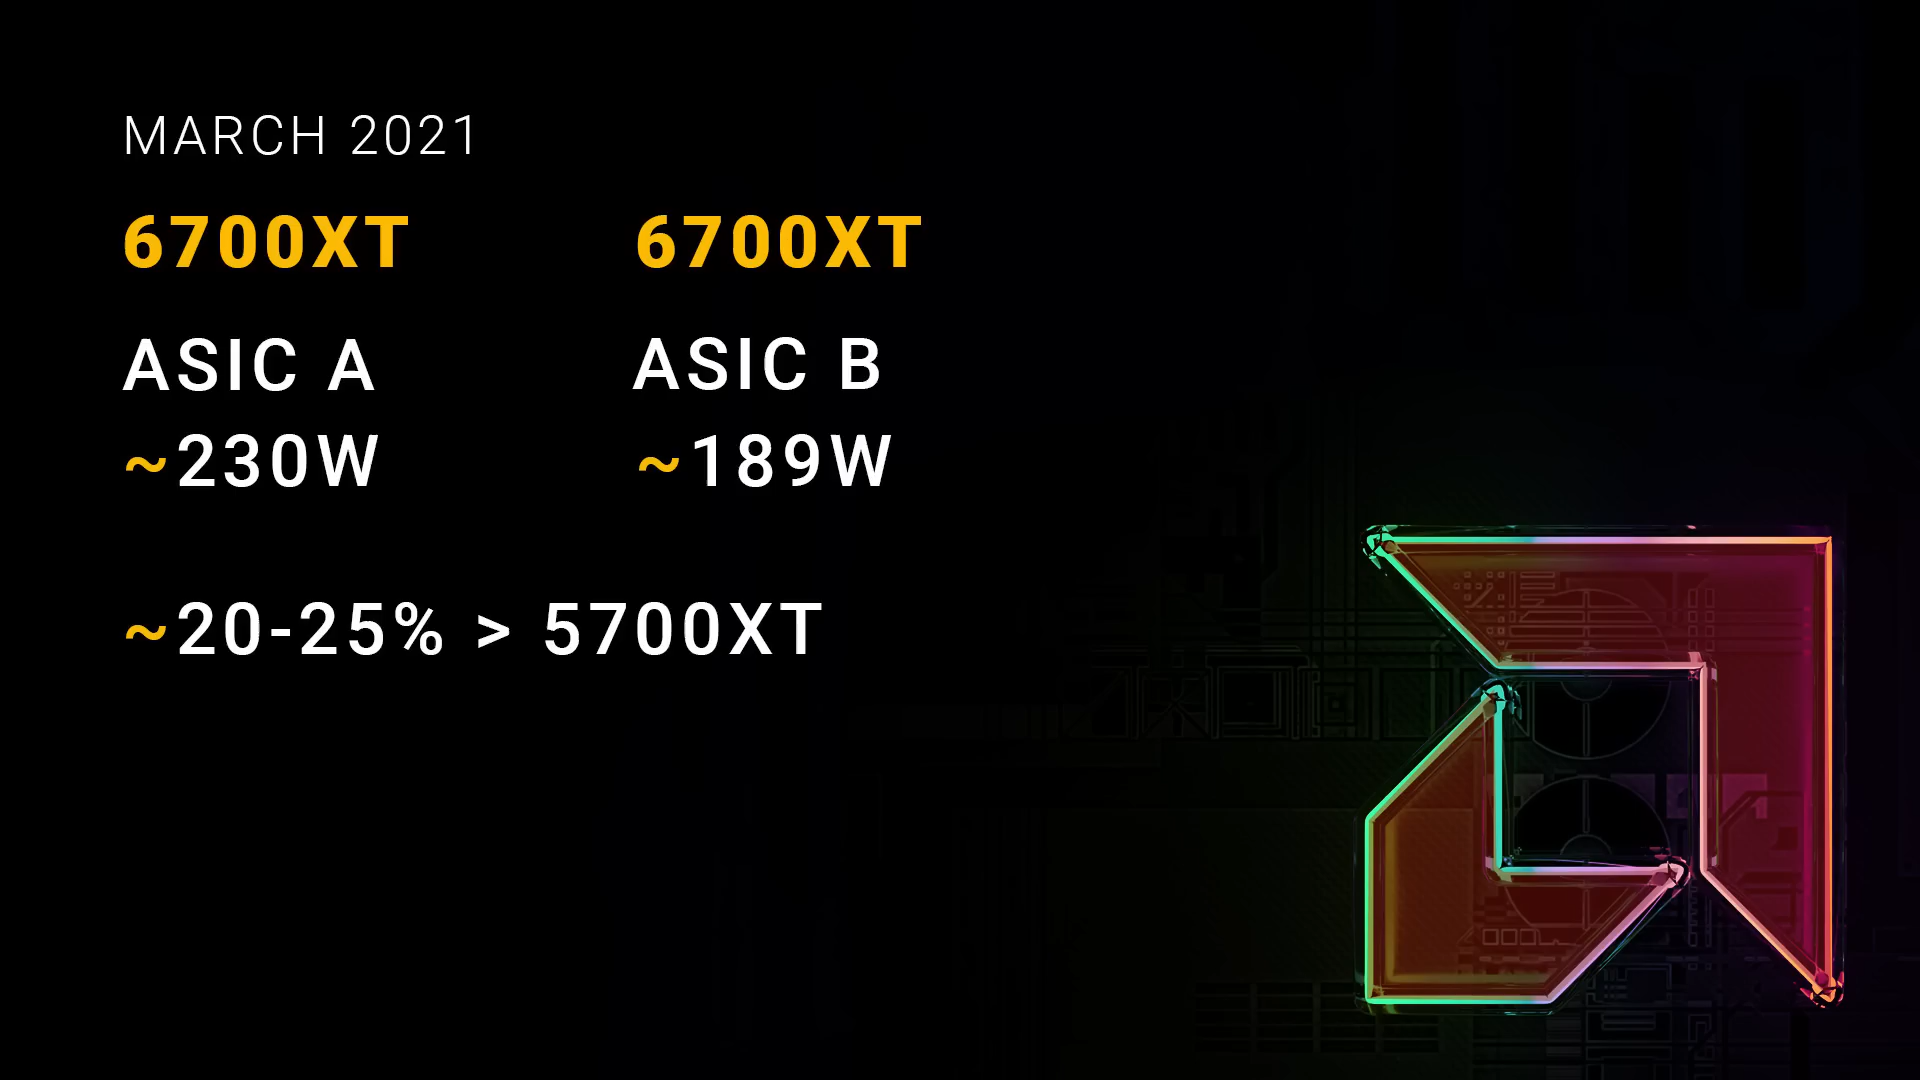 MARCH 2021
6700XT 6700XT
ASIC A ASIC B
~230W ~189W
~20-25% > 5700XT